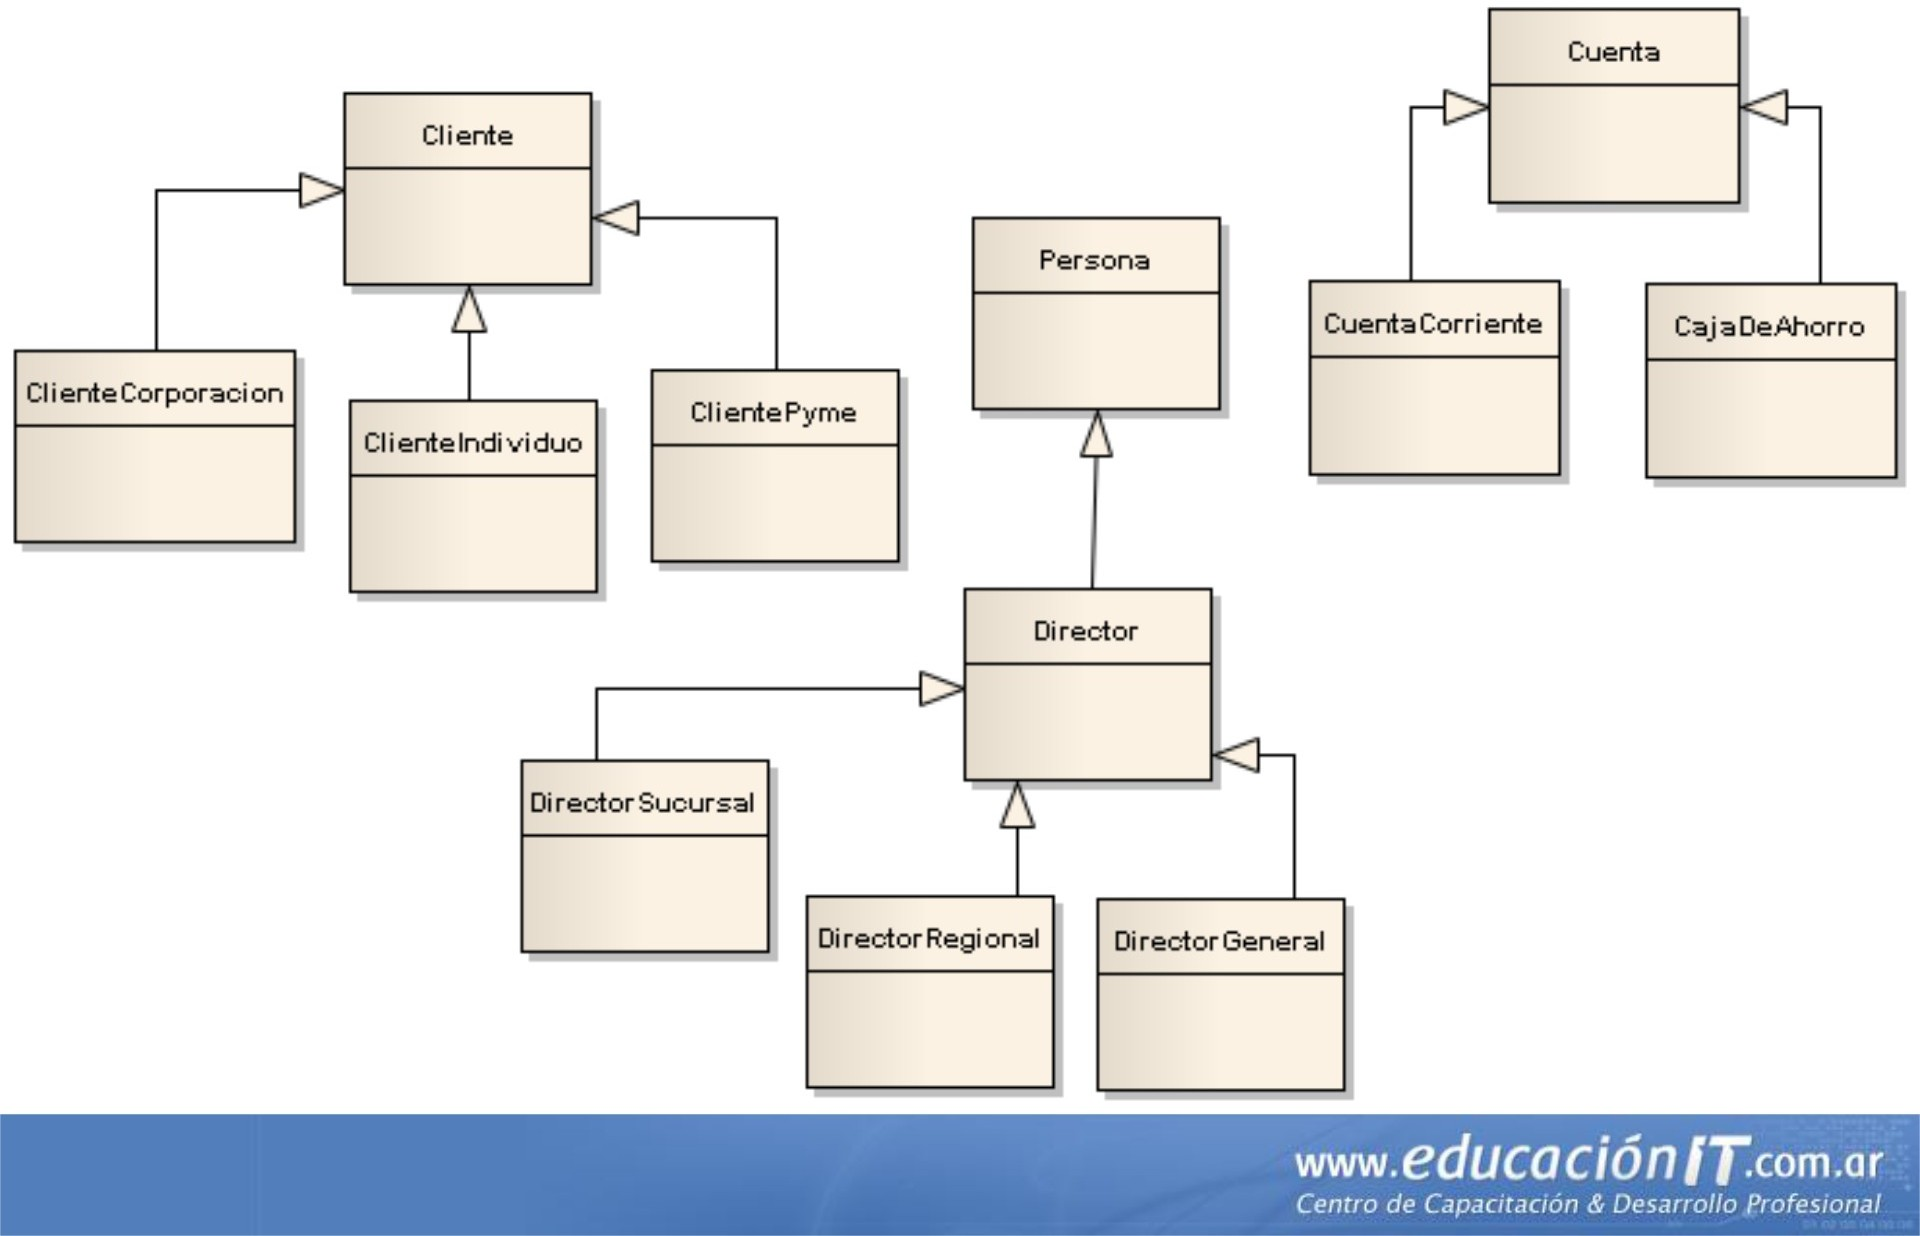 Cuenta
Cliente
Persona
CuentaCorriente
CajaDeAhorro
ClienteCorporacion
ClienteIndividuo
ClientePyme
Director
DirectorSucursal
DirectorRegional
DirectorGeneral
www.educaciónIT.com.ar
Centro de Capacitación & Desarrollo Profesional